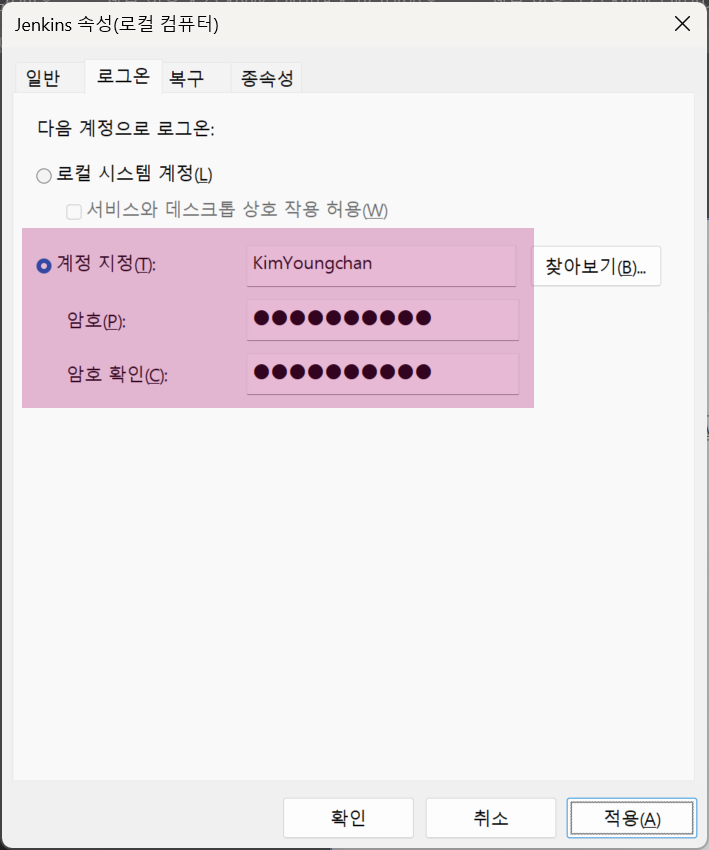 Jenkins 속성(로컬 컴퓨터)
일반 로그온 복구 종속성
다음 계정으로 로그온:
로컬 시스템 계정(L)
서비스와 데스크톱 상호 작용 허용(W)
계정 지정(T): KimYoungchan 찾아보기(B)...
암호(P): ●●●●●●●●●●
암호 확인(C): ●●●●●●●●●●
확인 취소 적용(A)